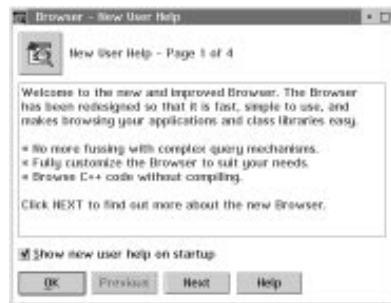 Browser - New User Help
New User Help - Page 1 of 4
Welcome to the new and improved Browser. The Browser
has been redesigned so that it is fast, simple to use, and
makes browsing your applications and class libraries easy.
* No more fussing with complex query mechanisms.
* Fully customize the Browser to suit your needs.
* Browse C++ code without compiling.
Click NEXT to find out more about the new Browser.
Show new user help on startup
OK Previous Next Help